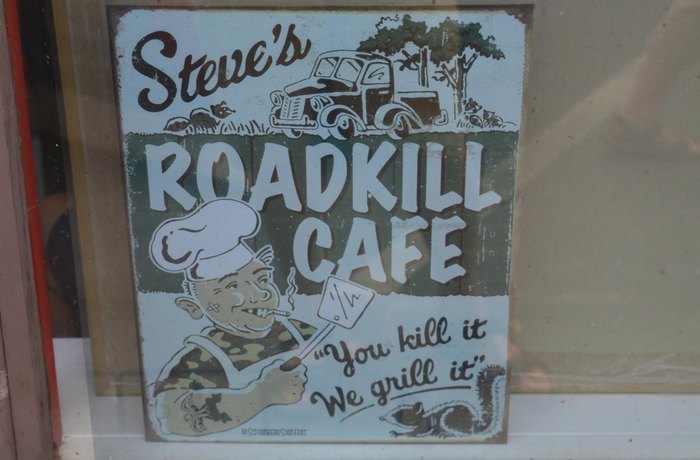 Steve's
ROADKILL
CAFE
"You kill it
We grill it"